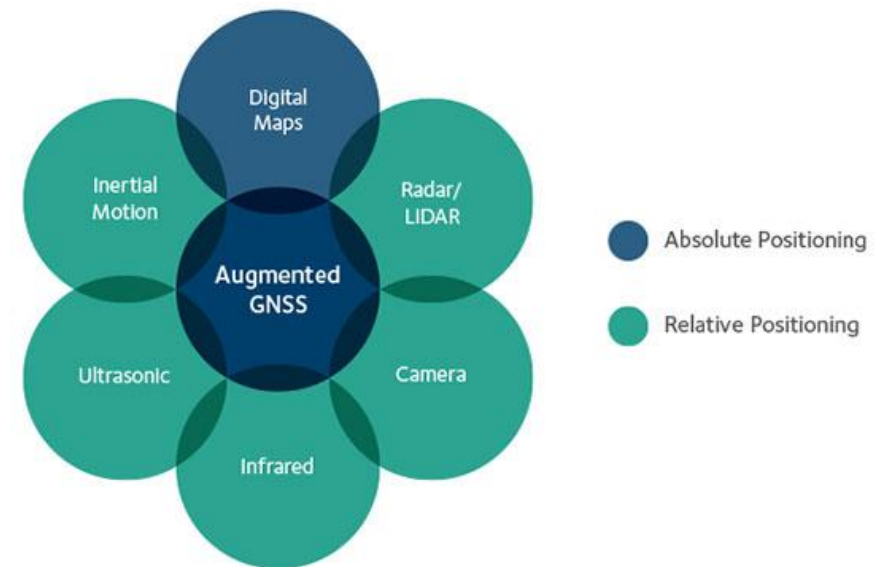 Digital
Maps
Inertial
Motion
Radar/
LiDAR
Augmented
GNSS
Ultrasonic
Camera
Infrared
Absolute Positioning
Relative Positioning